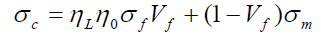 σ_c = η_L η_0 σ_f V_f + (1 − V_f) σ_m